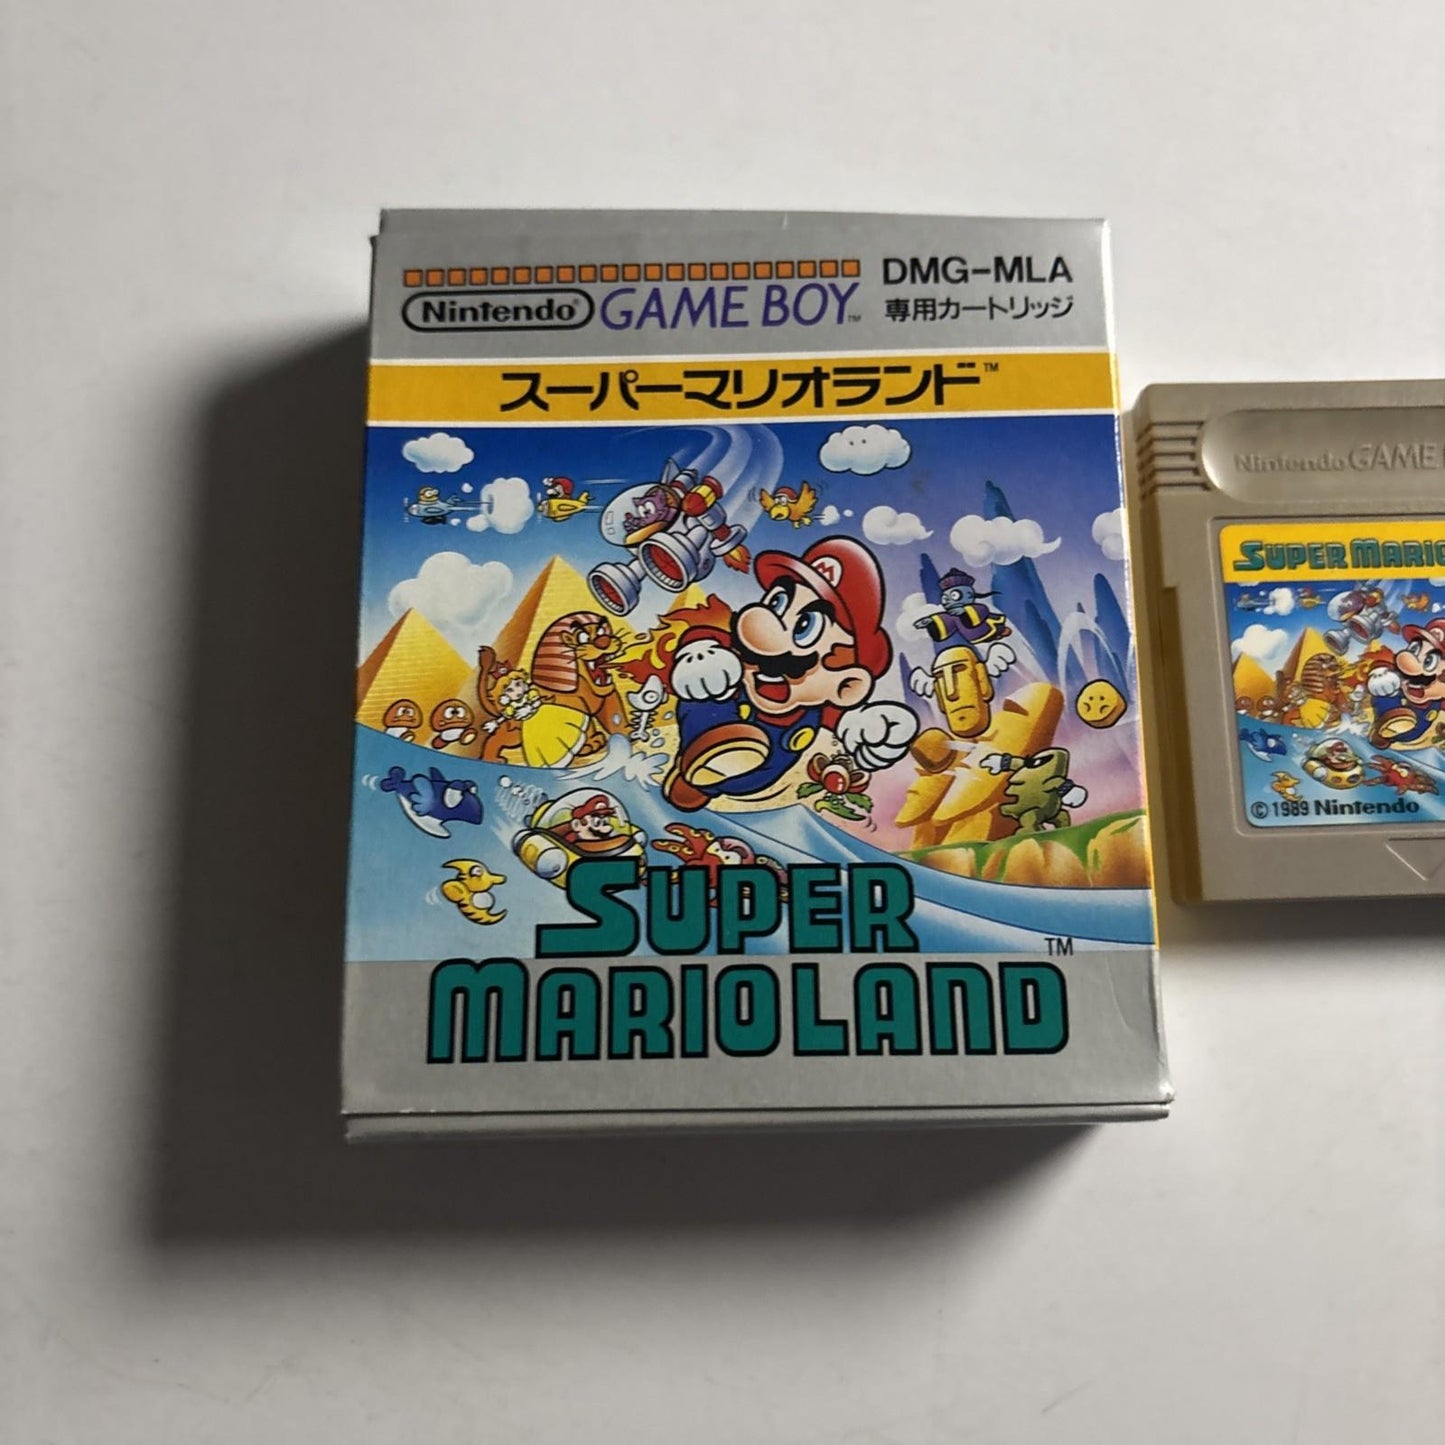 DMG-MLA
Nintendo GAME BOY™ 専用カートリッジ
スーパーマリオランド™
SUPER
MARIOLAND™
Nintendo GAME
SUPER MARIO
©1989 Nintendo